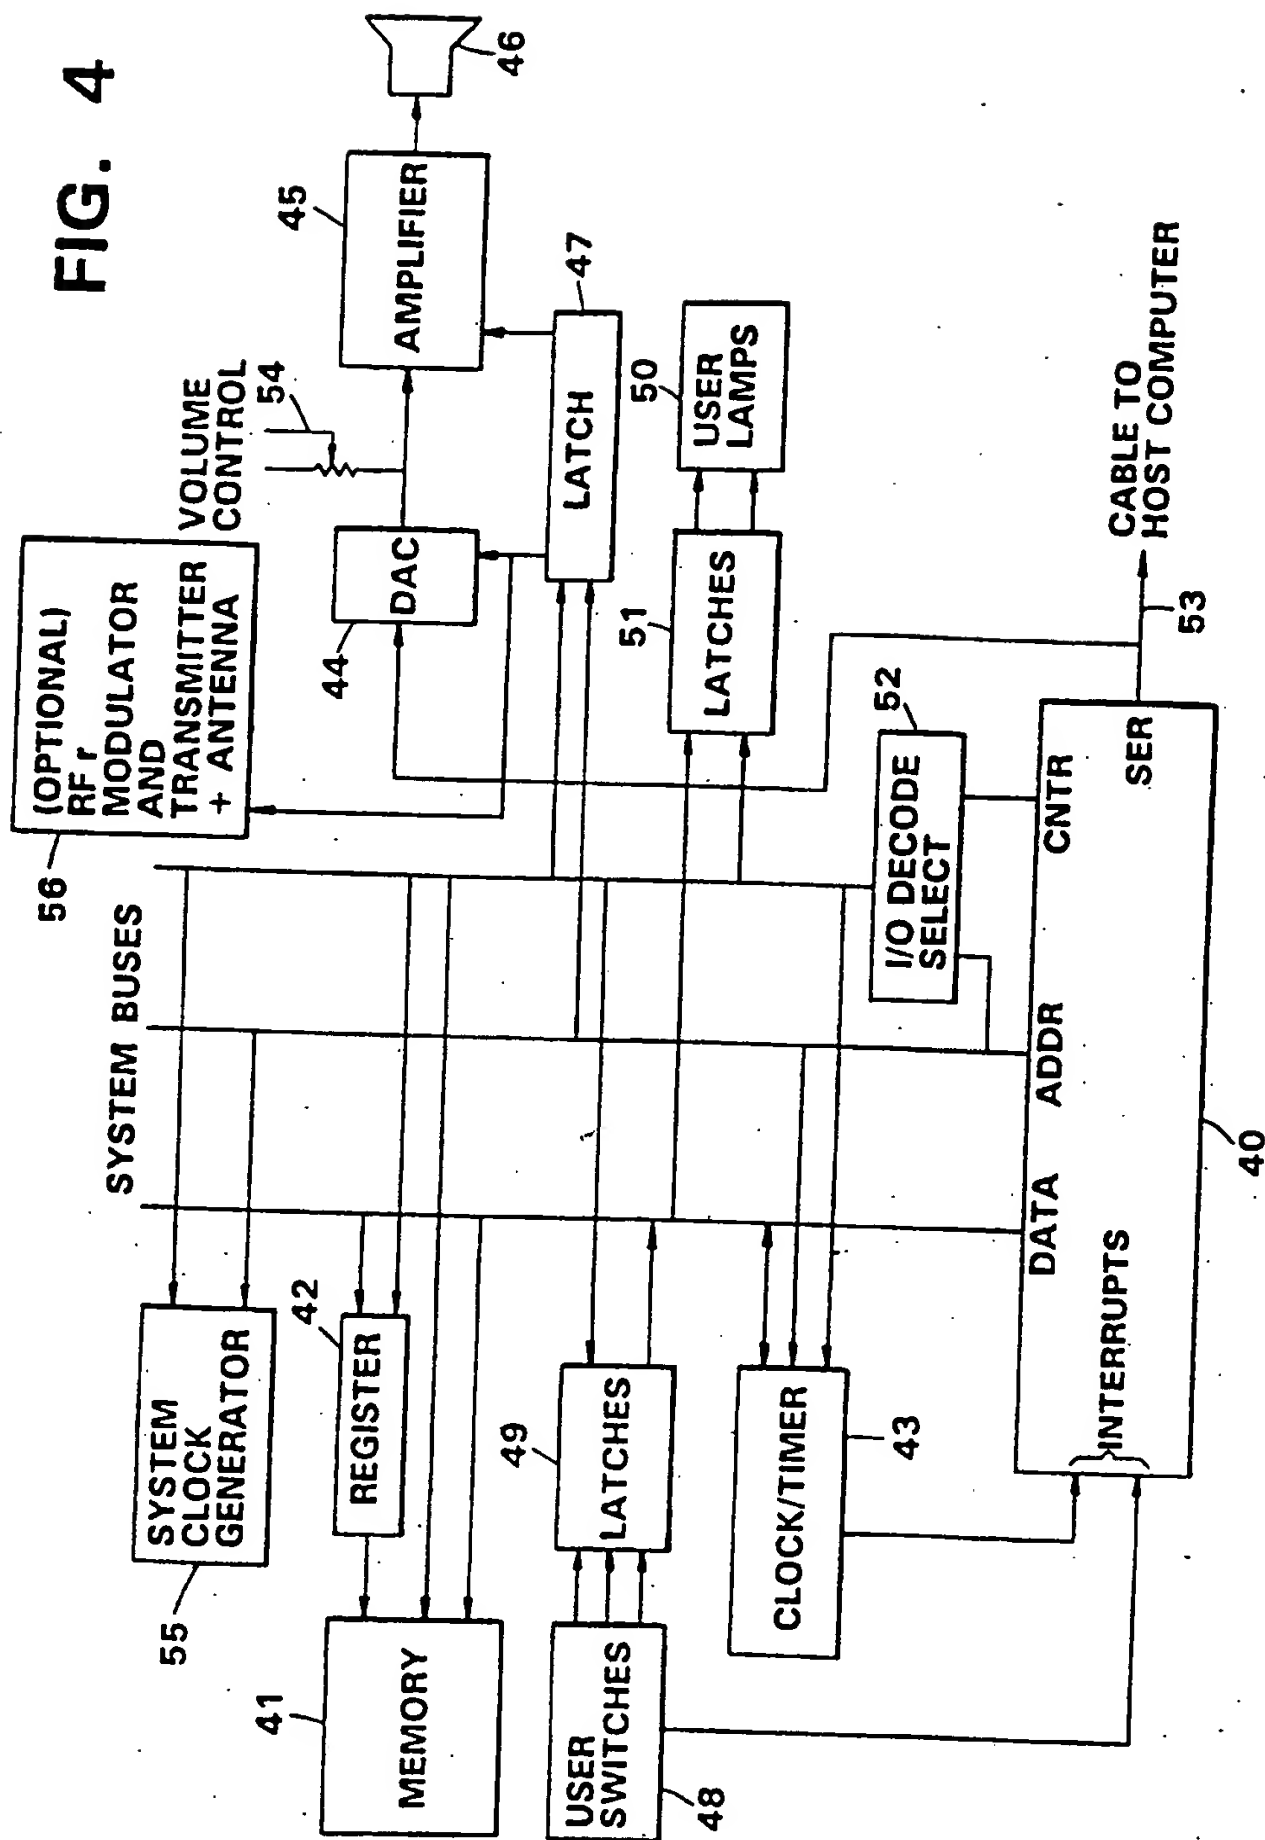 FIG. 4
46
45
AMPLIFIER
VOLUME
CONTROL
54
47
LATCH
DAC
44
(OPTIONAL)
RF r
MODULATOR
AND
TRANSMITTER
+ ANTENNA
56
50
USER
LAMPS
51
LATCHES
CABLE TO
HOST COMPUTER
53
52
I/O DECODE
SELECT
SYSTEM BUSES
CNTR
SER
ADDR
DATA
INTERRUPTS
40
SYSTEM
CLOCK
GENERATOR
55
42
REGISTER
41
MEMORY
49
LATCHES
USER
SWITCHES
48
CLOCK/TIMER
43